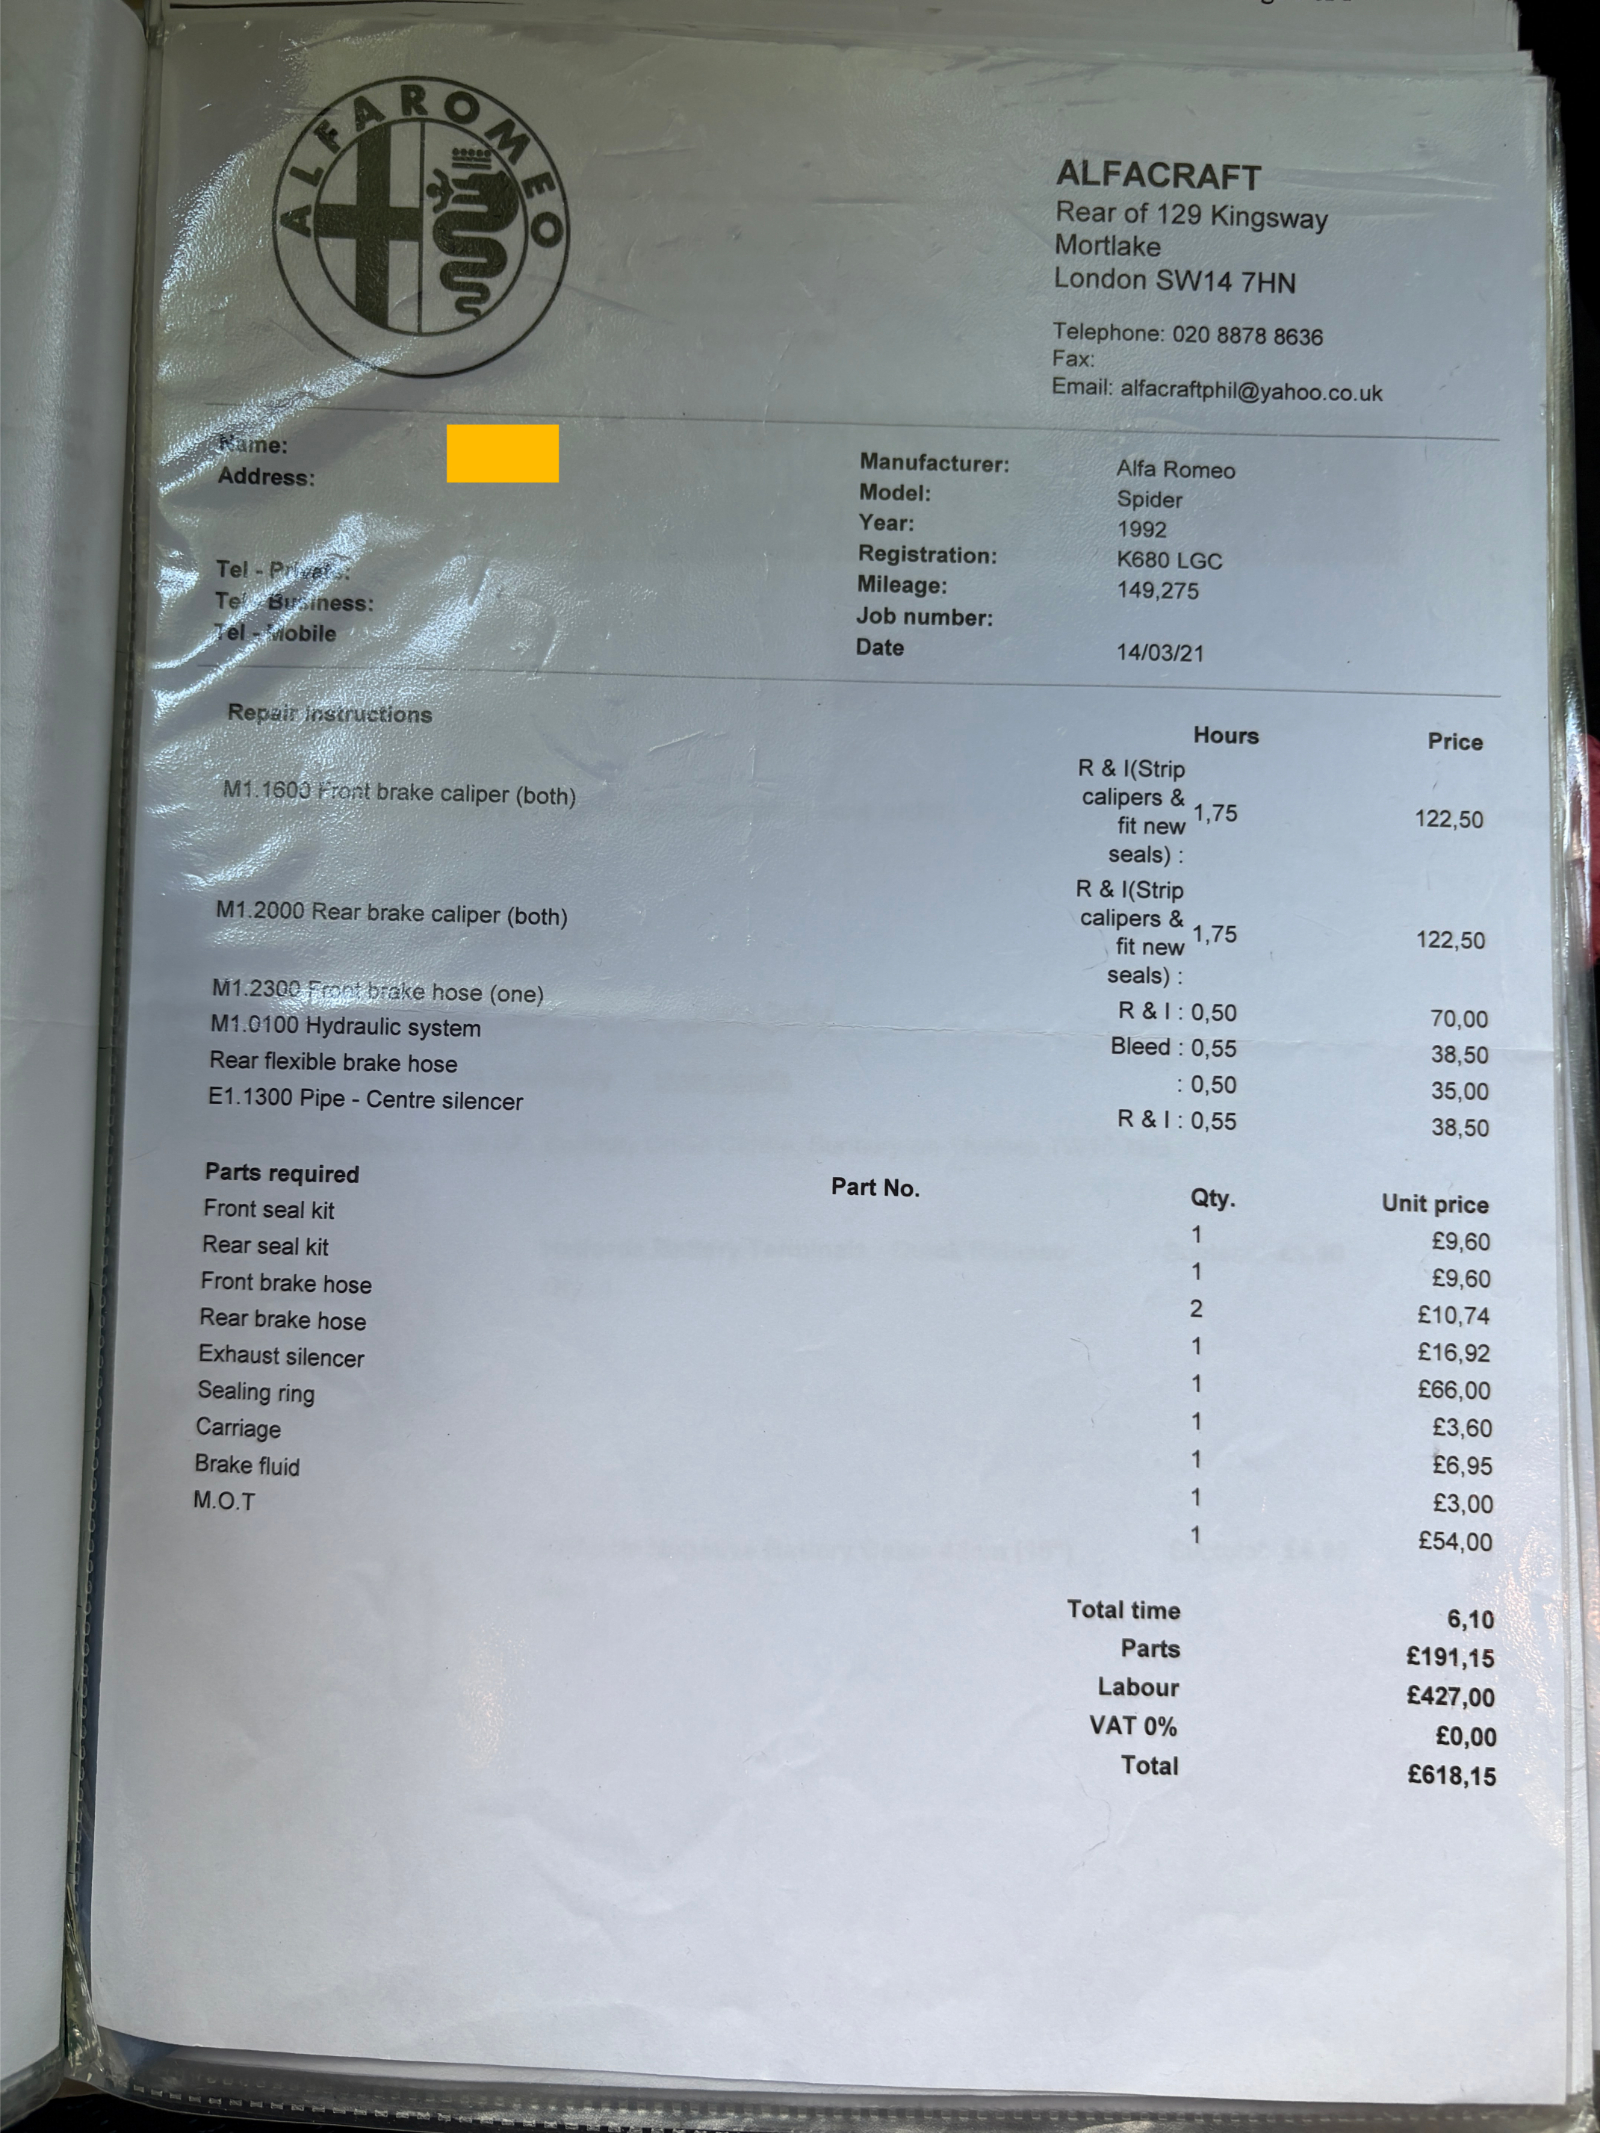 ALFA ROMEO
ALFACRAFT
Rear of 129 Kingsway
Mortlake
London SW14 7HN
Telephone: 020 8878 8636
Fax:
Email: alfacraftphil@yahoo.co.uk
Name:
Address:
Tel - Private:
Tel - Business:
Tel - Mobile
Manufacturer: Alfa Romeo
Model: Spider
Year: 1992
Registration: K680 LGC
Mileage: 149,275
Job number:
Date 14/03/21
Repair instructions Hours Price
M1.1600 Front brake caliper (both) R & I(Strip calipers & fit new seals) : 1,75 122,50
M1.2000 Rear brake caliper (both) R & I(Strip calipers & fit new seals) : 1,75 122,50
M1.2300 Front brake hose (one) R & I : 0,50 70,00
M1.0100 Hydraulic system Bleed : 0,55 38,50
Rear flexible brake hose : 0,50 35,00
E1.1300 Pipe - Centre silencer R & I : 0,55 38,50
Parts required Part No. Qty. Unit price
Front seal kit 1 £9,60
Rear seal kit 1 £9,60
Front brake hose 2 £10,74
Rear brake hose 1 £16,92
Exhaust silencer 1 £66,00
Sealing ring 1 £3,60
Carriage 1 £6,95
Brake fluid 1 £3,00
M.O.T 1 £54,00
Total time 6,10
Parts £191,15
Labour £427,00
VAT 0% £0,00
Total £618,15